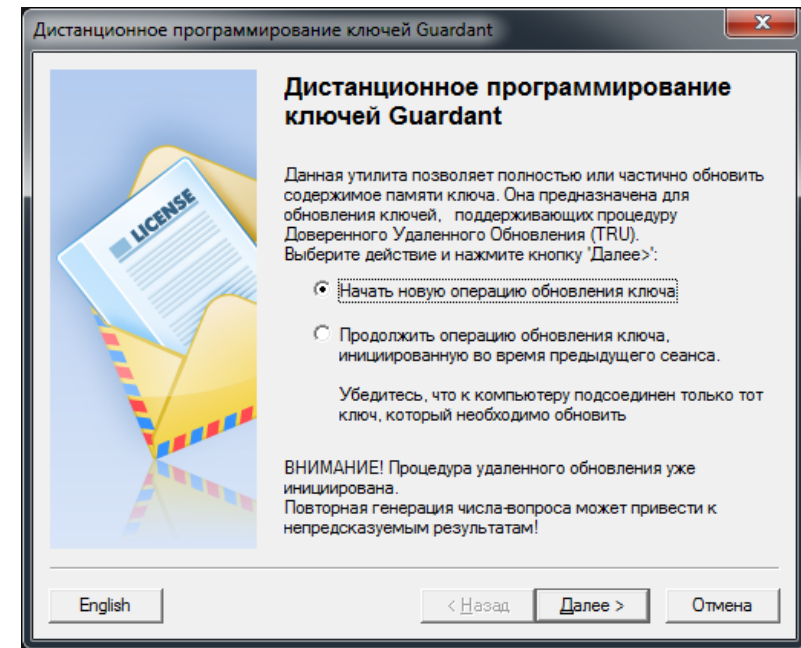 Дистанционное программирование ключей Guardant
Дистанционное программирование
ключей Guardant
LICENSE
Данная утилита позволяет полностью или частично обновить
содержимое памяти ключа. Она предназначена для
обновления ключей, поддерживающих процедуру
Доверенного Удаленного Обновления (TRU).
Выберите действие и нажмите кнопку 'Далее>':
Начать новую операцию обновления ключа
Продолжить операцию обновления ключа,
инициированную во время предыдущего сеанса.
Убедитесь, что к компьютеру подсоединен только тот
ключ, который необходимо обновить
ВНИМАНИЕ! Процедура удаленного обновления уже
инициирована.
Повторная генерация числа-вопроса может привести к
непредсказуемым результатам!
English
< Назад
Далее >
Отмена